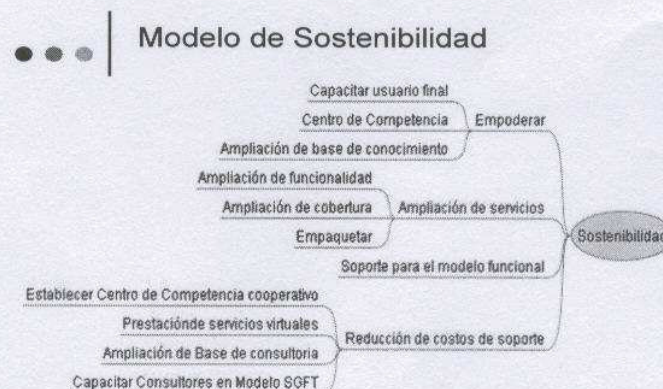 Modelo de Sostenibilidad
Capacitar usuario final
Centro de Competencia
Empoderar
Ampliación de base de conocimiento
Ampliación de funcionalidad
Ampliación de cobertura
Ampliación de servicios
Empaquetar
Sostenibilidad
Soporte para el modelo funcional
Establecer Centro de Competencia cooperativo
Prestaciónde servicios virtuales
Reducción de costos de soporte
Ampliación de Base de consultoria
Capacitar Consultores en Modelo SGFT